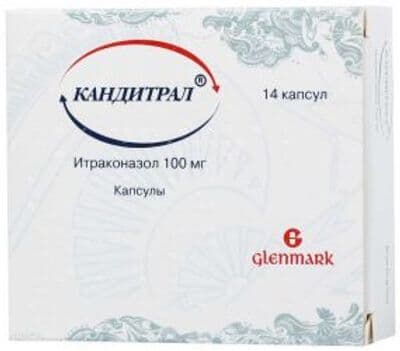 КАНДИТРАЛ®
14 капсул
Итраконазол 100 мг
Капсулы
G
glenmark